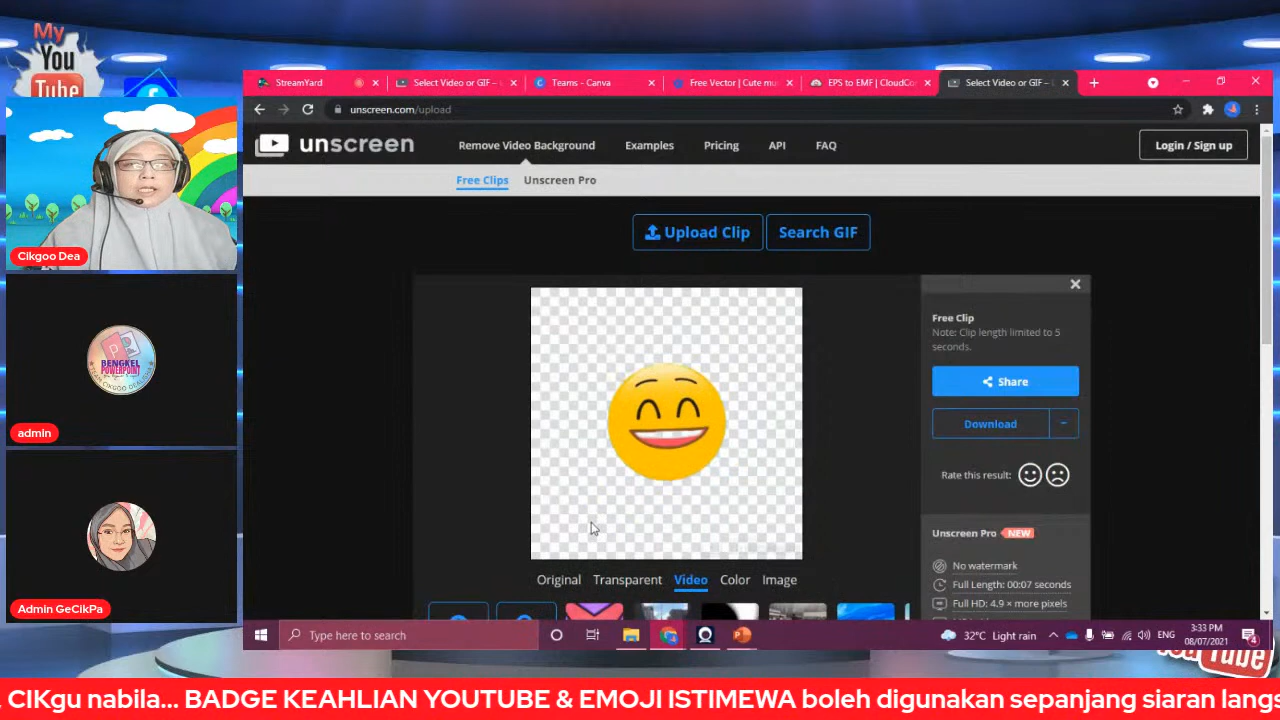 My
You
Tube
StreamYard
Select Video or GIF –
Teams - Canva
Free Vector | Cute mu
EPS to EMF | CloudCo
Select Video or GIF –
unscreen.com/upload
unscreen
Remove Video Background
Examples
Pricing
API
FAQ
Login / Sign up
Free Clips
Unscreen Pro
Upload Clip
Search GIF
Cikgoo Dea
Free Clip
Note: Clip length limited to 5
seconds.
Share
Download
Rate this result:
BENGKEL
POWERPOINT
admin
Unscreen Pro NEW
No watermark
Full Length: 00:07 seconds
Full HD: 4.9 × more pixels
Original
Transparent
Video
Color
Image
Admin GeCikPa
Type here to search
32°C Light rain
ENG
3:33 PM
08/07/2021
4
CIKgu nabila... BADGE KEAHLIAN YOUTUBE & EMOJI ISTIMEWA boleh digunakan sepanjang siaran langs